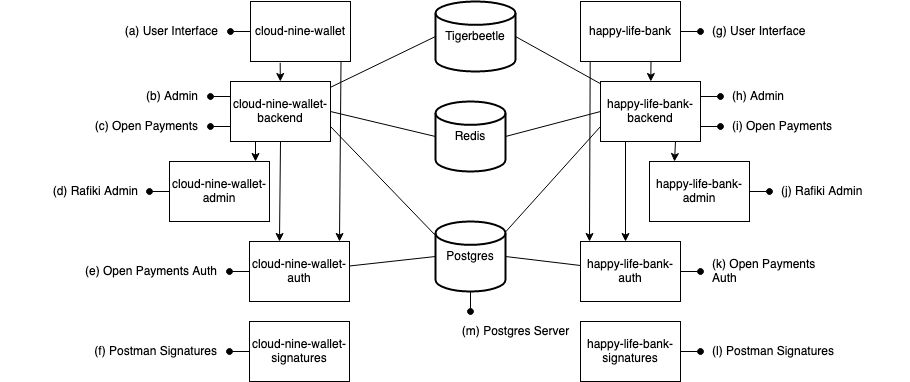 (a) User Interface
cloud-nine-wallet
Tigerbeetle
happy-life-bank
(g) User Interface
(b) Admin
(c) Open Payments
cloud-nine-wallet-
backend
Redis
happy-life-bank-
backend
(h) Admin
(i) Open Payments
(d) Rafiki Admin
cloud-nine-wallet-
admin
happy-life-bank-
admin
(j) Rafiki Admin
(e) Open Payments Auth
cloud-nine-wallet-
auth
Postgres
happy-life-bank-
auth
(k) Open Payments
Auth
(m) Postgres Server
(f) Postman Signatures
cloud-nine-wallet-
signatures
happy-life-bank-
signatures
(l) Postman Signatures